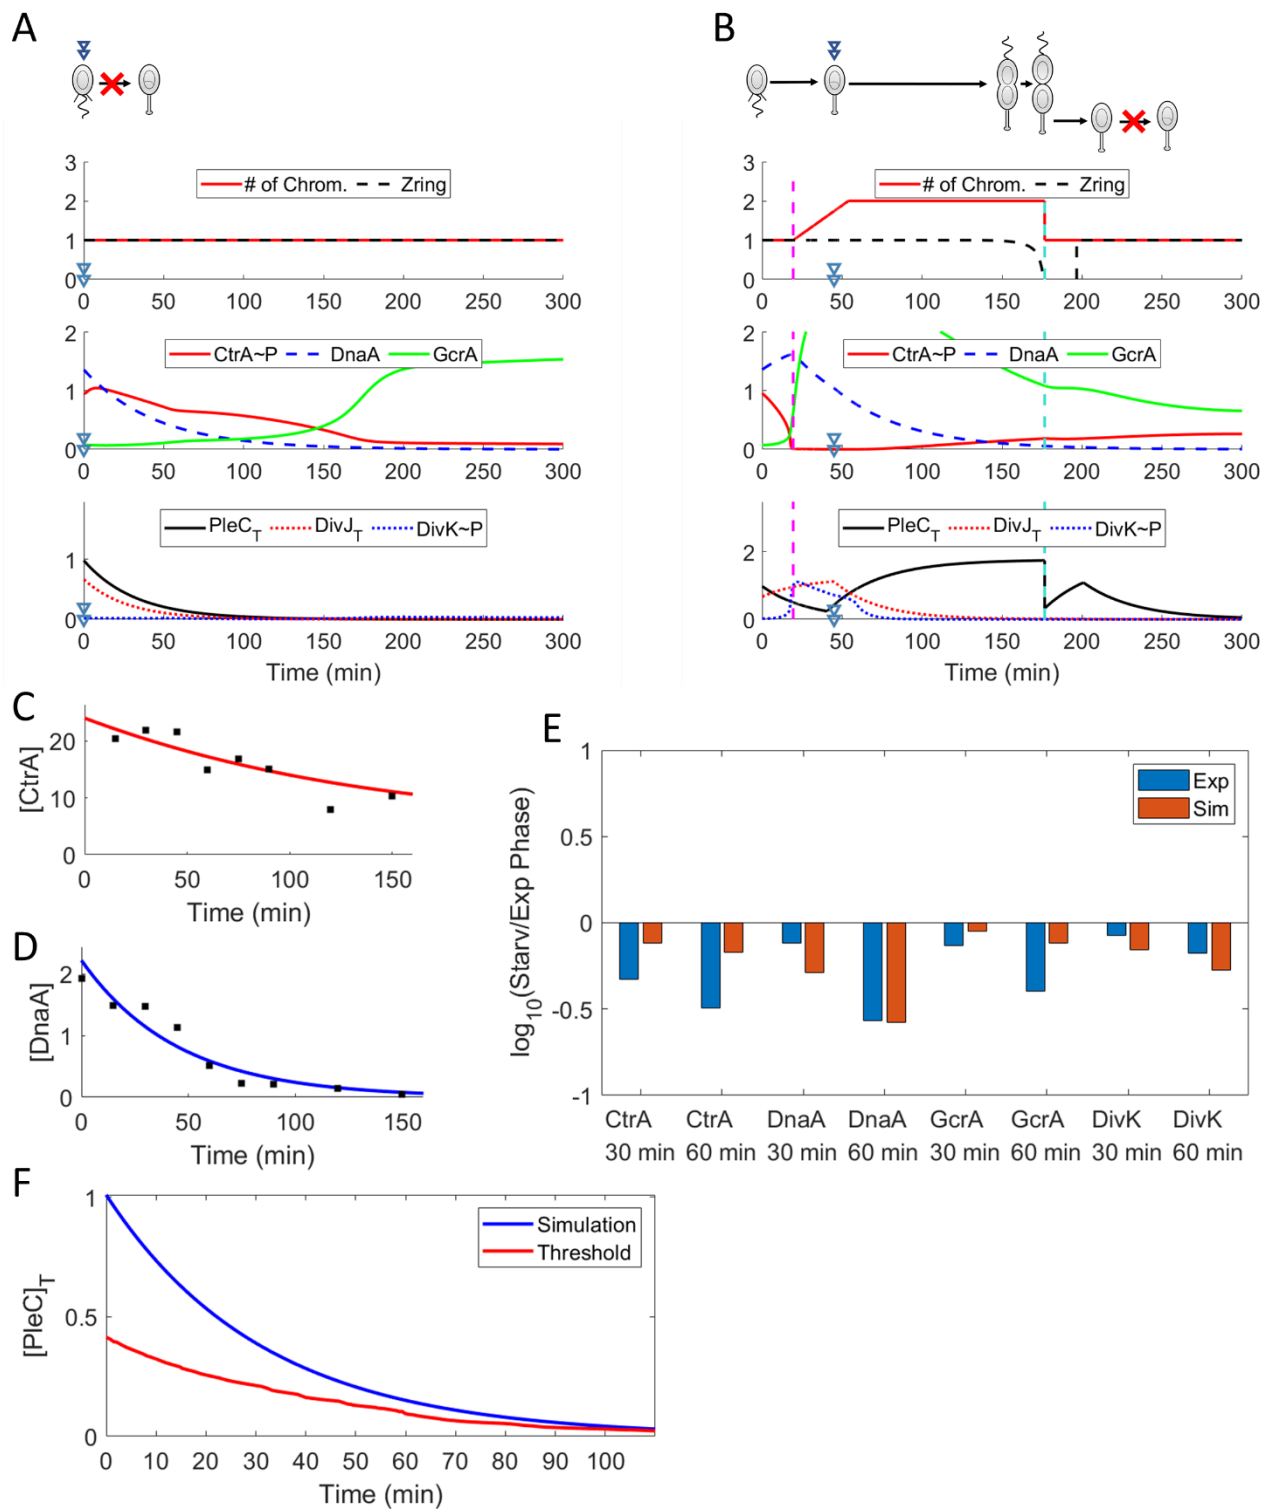 A
B
# of Chrom. Zring
3
2
1
0
0 50 100 150 200 250 300
CtrA~P DnaA GcrA
2
1
0
0 50 100 150 200 250 300
PleC_T DivJ_T DivK~P
1
0
0 50 100 150 200 250 300
Time (min)
# of Chrom. Zring
3
2
1
0
0 50 100 150 200 250 300
CtrA~P DnaA GcrA
2
1
0
0 50 100 150 200 250 300
PleC_T DivJ_T DivK~P
2
0
0 50 100 150 200 250 300
Time (min)
C
[CtrA]
20
10
0
0 50 100 150
Time (min)
D
[DnaA]
2
1
0
0 50 100 150
Time (min)
E
log10(Starv/Exp Phase)
1
0.5
0
-0.5
-1
Exp
Sim
CtrA CtrA DnaA DnaA GcrA GcrA DivK DivK
30 min 60 min 30 min 60 min 30 min 60 min 30 min 60 min
F
[PleC]_T
1
0.5
0
Simulation
Threshold
0 10 20 30 40 50 60 70 80 90 100
Time (min)